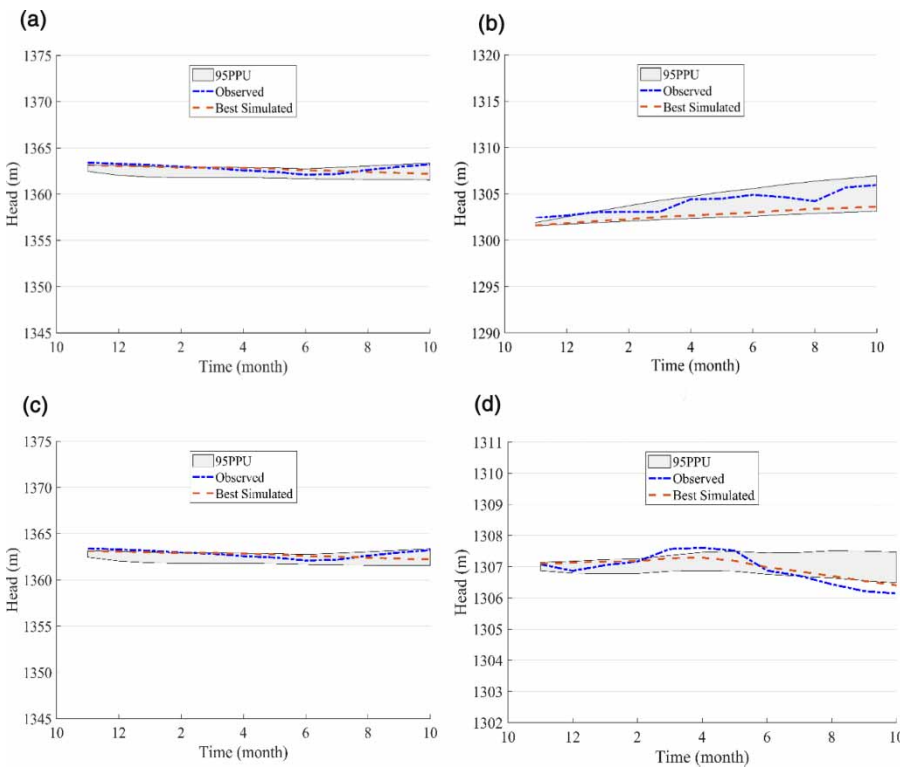 (a)
1375
1370
1365
1360
1355
1350
1345
Head (m)
95PPU
Observed
Best Simulated
10 12 2 4 6 8 10
Time (month)
(b)
1320
1315
1310
1305
1300
1295
1290
Head (m)
95PPU
Observed
Best Simulated
10 12 2 4 6 8 10
Time (month)
(c)
1375
1370
1365
1360
1355
1350
1345
Head (m)
95PPU
Observed
Best Simulated
10 12 2 4 6 8 10
Time (month)
(d)
1311
1310
1309
1308
1307
1306
1305
1304
1303
1302
Head (m)
95PPU
Observed
Best Simulated
10 12 2 4 6 8 10
Time (month)